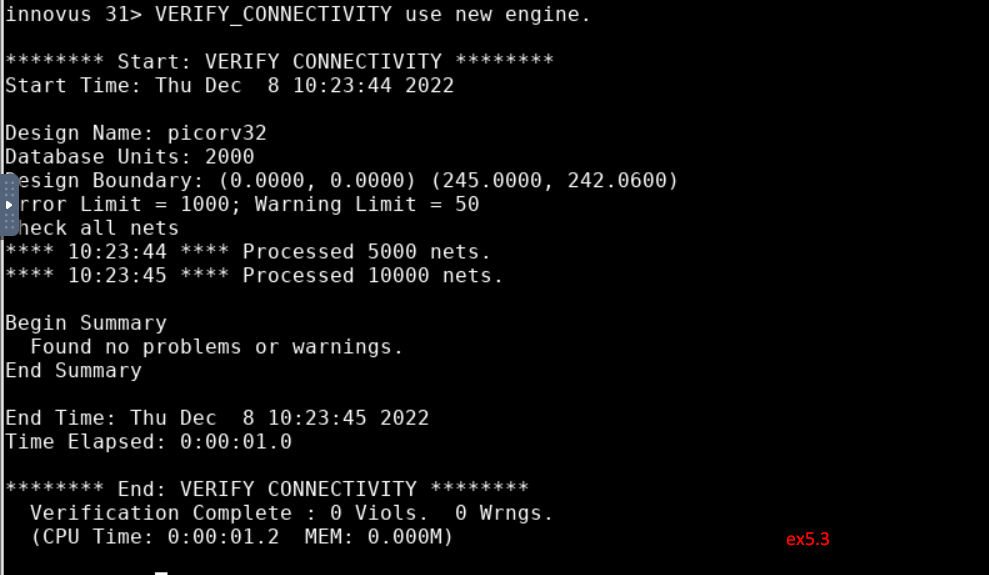 innovus 31> VERIFY_CONNECTIVITY use new engine.
******** Start: VERIFY CONNECTIVITY ********
Start Time: Thu Dec  8 10:23:44 2022
Design Name: picorv32
Database Units: 2000
esign Boundary: (0.0000, 0.0000) (245.0000, 242.0600)
rror Limit = 1000; Warning Limit = 50
heck all nets
**** 10:23:44 **** Processed 5000 nets.
**** 10:23:45 **** Processed 10000 nets.
Begin Summary
  Found no problems or warnings.
End Summary
End Time: Thu Dec  8 10:23:45 2022
Time Elapsed: 0:00:01.0
******** End: VERIFY CONNECTIVITY ********
  Verification Complete : 0 Viols.  0 Wrngs.
  (CPU Time: 0:00:01.2  MEM: 0.000M)
ex5.3